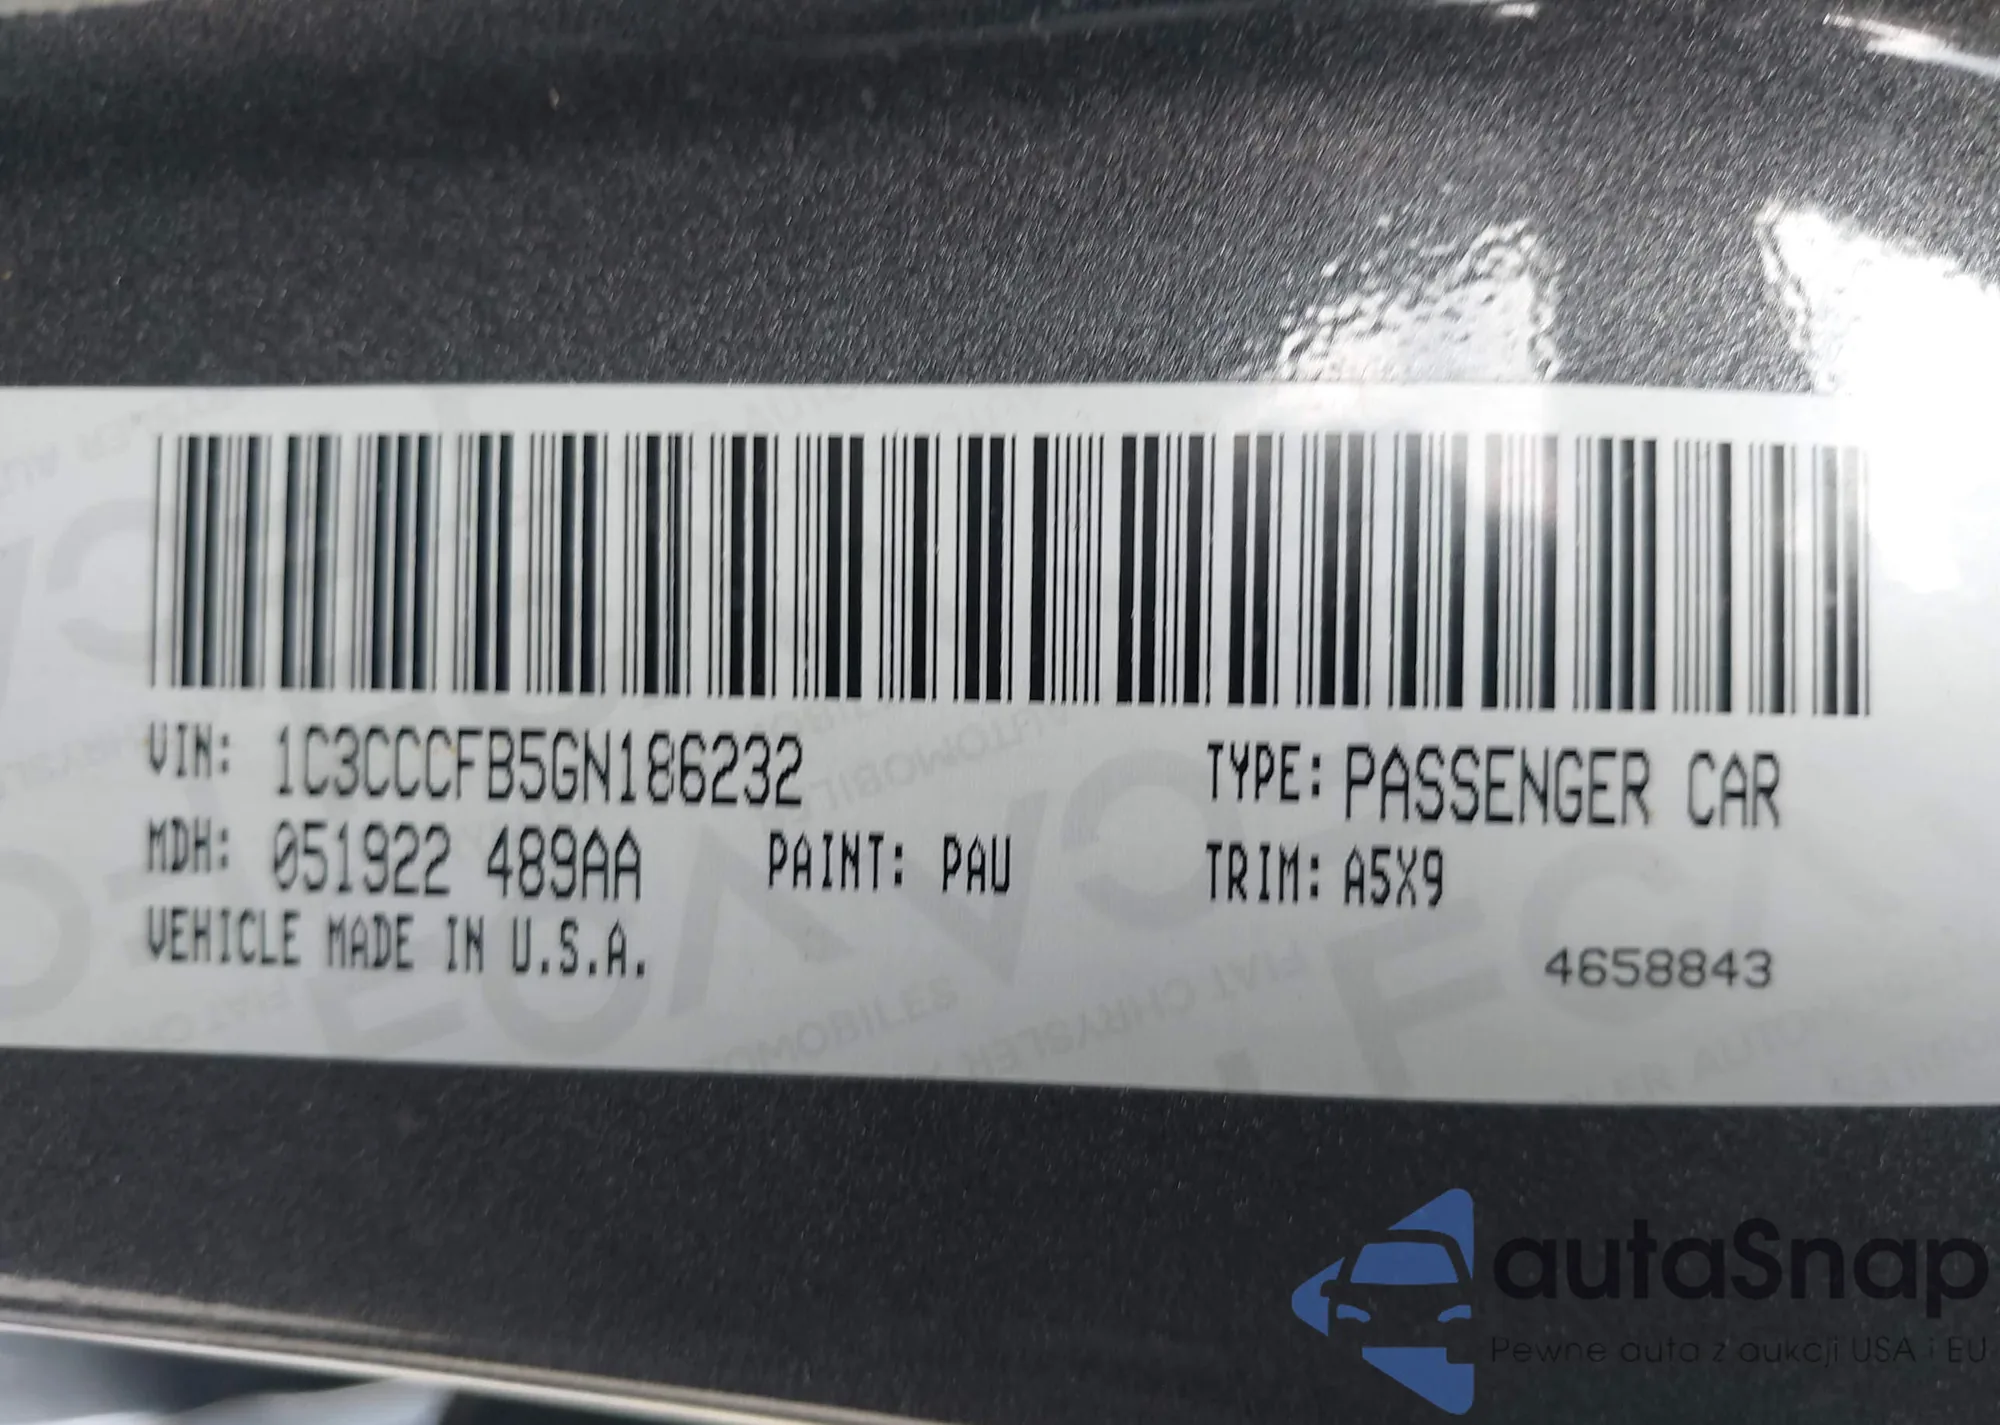 VIN: 1C3CCCFB5GN186232 TYPE: PASSENGER CAR
MDH: 051922 489AA PAINT: PAU TRIM: A5X9
VEHICLE MADE IN U.S.A.
4658843
autaSnap
Pewne auta z aukcji USA i EU